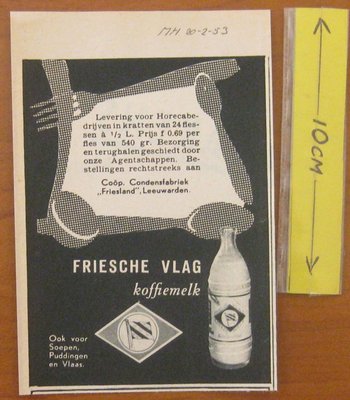 MH 20-2-53
Levering voor Horecabe-
drijven in kratten van 24 fles-
sen à ½ L. Prijs f 0.69 per
fles van 540 gr. Bezorging
en terughalen geschiedt door
onze Agentschappen. Be-
stellingen rechtstreeks aan
Coöp. Condensfabriek
„Friesland", Leeuwarden.
10CM
FRIESCHE VLAG
koffiemelk
Ook voor
Soepen,
Puddingen
en Vlaas.